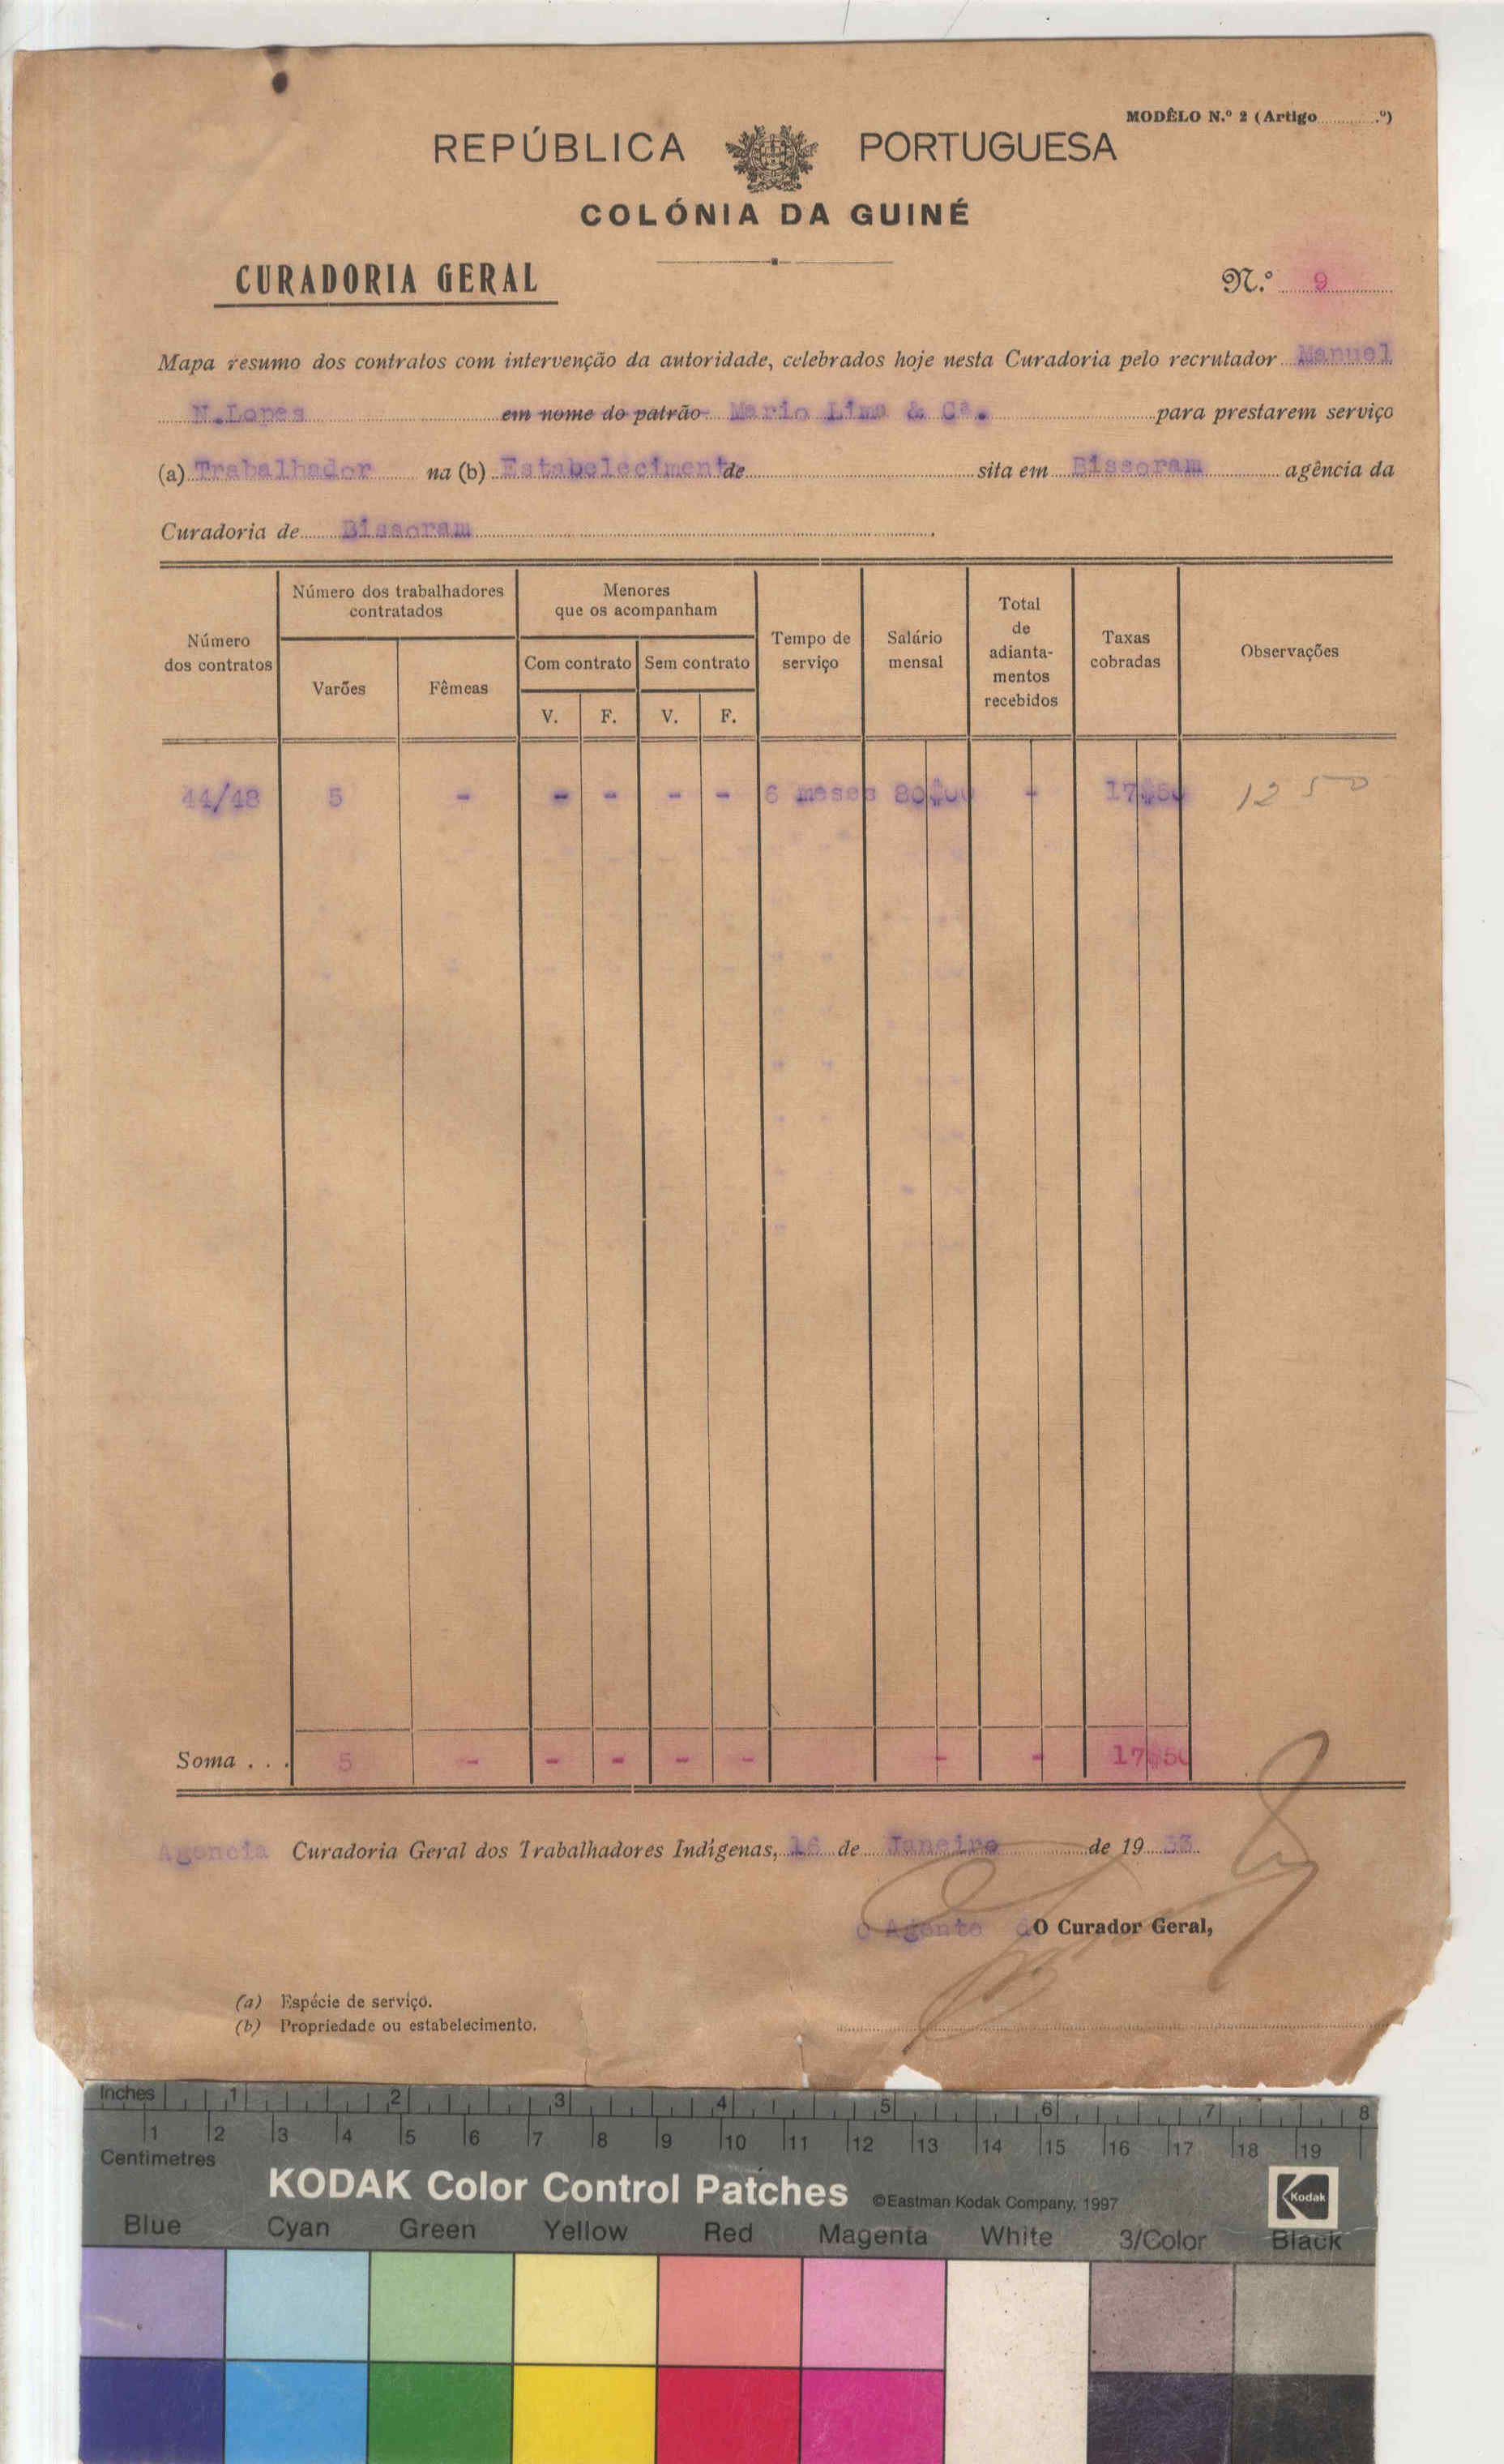 MODÊLO N.º 2 (Artigo............º)
REPÚBLICA PORTUGUESA
COLÓNIA DA GUINÉ
CURADORIA GERAL
N.º 9
Mapa resumo dos contratos com intervenção da autoridade, celebrados hoje nesta Curadoria pelo recrutador Manuel
N.Lopes em nome do patrão Mario Lima & Cª. para prestarem serviço
(a) Trabalhador na (b) Estabeleciment de sita em Bissoram agência da
Curadoria de Bissoram
Número dos contratos
Número dos trabalhadores contratados
Varões
Fêmeas
Menores que os acompanham
Com contrato
Sem contrato
V. F. V. F.
Tempo de serviço
Salário mensal
Total de adianta-mentos recebidos
Taxas cobradas
Observações
44/48 5 - - - - - 6 meses 80$00 - 17$50 12 50
Soma . . . 5 - - - - - - - 17$50
Agencia Curadoria Geral dos Trabalhadores Indígenas, 16 de Janeiro de 19 33
O Agente do O Curador Geral,
(a) Espécie de serviço.
(b) Propriedade ou estabelecimento.
Inches 1 2 3 4 5 6 7 8
1 2 3 4 5 6 7 8 9 10 11 12 13 14 15 16 17 18 19
Centimetres
KODAK Color Control Patches ©Eastman Kodak Company, 1997 Kodak
Blue Cyan Green Yellow Red Magenta White 3/Color Black